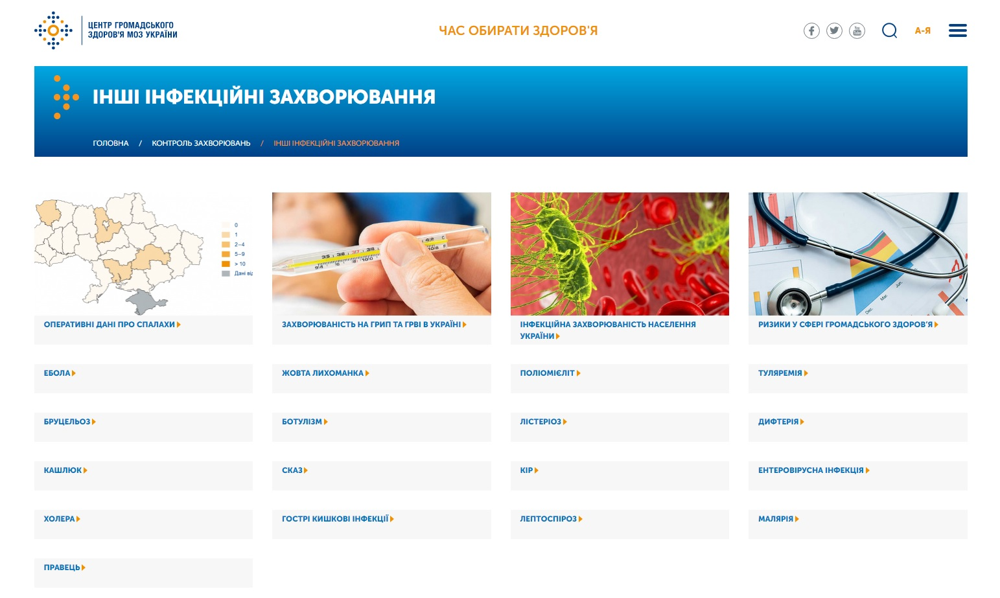 ЦЕНТР ГРОМАДСЬКОГО
ЗДОРОВ'Я МОЗ УКРАЇНИ
ЧАС ОБИРАТИ ЗДОРОВ'Я
А-Я
ІНШІ ІНФЕКЦІЙНІ ЗАХВОРЮВАННЯ
ГОЛОВНА / КОНТРОЛЬ ЗАХВОРЮВАНЬ / ІНШІ ІНФЕКЦІЙНІ ЗАХВОРЮВАННЯ
0
1
2–4
5–9
> 10
Дані від
ОПЕРАТИВНІ ДАНІ ПРО СПАЛАХИ
ЗАХВОРЮВАНІСТЬ НА ГРИП ТА ГРВІ В УКРАЇНІ
ІНФЕКЦІЙНА ЗАХВОРЮВАНІСТЬ НАСЕЛЕННЯ
УКРАЇНИ
РИЗИКИ У СФЕРІ ГРОМАДСЬКОГО ЗДОРОВ’Я
ЕБОЛА
ЖОВТА ЛИХОМАНКА
ПОЛІОМІЄЛІТ
ТУЛЯРЕМІЯ
БРУЦЕЛЬОЗ
БОТУЛІЗМ
ЛІСТЕРІОЗ
ДИФТЕРІЯ
КАШЛЮК
СКАЗ
КІР
ЕНТЕРОВІРУСНА ІНФЕКЦІЯ
ХОЛЕРА
ГОСТРІ КИШКОВІ ІНФЕКЦІЇ
ЛЕПТОСПІРОЗ
МАЛЯРІЯ
ПРАВЕЦЬ